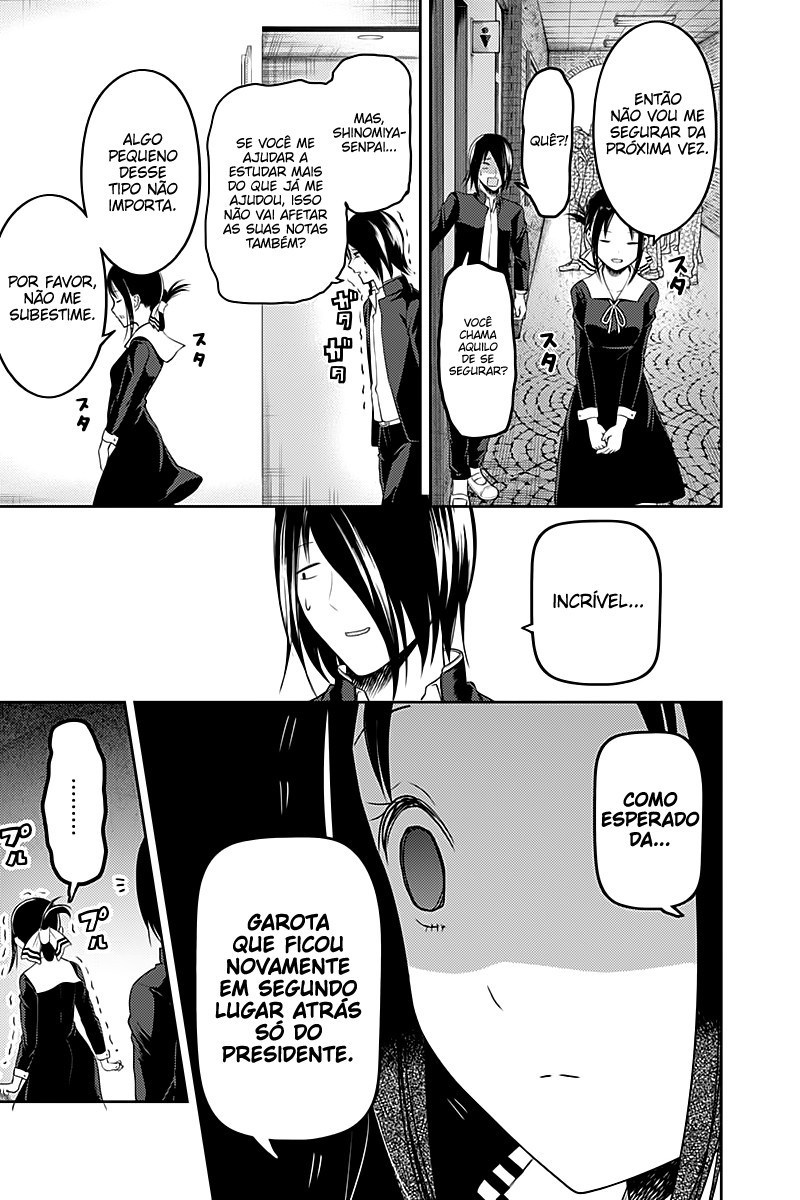 ENTÃO
NÃO VOU ME
SEGURAR DA
PRÓXIMA VEZ.
QUÊ?!
スタ
スタ
VOCÊ
CHAMA
AQUILO
DE SE
SEGURAR?
MAS,
SHINOMIYA-
SENPAI...
SE VOCÊ ME
AJUDAR A
ESTUDAR MAIS
DO QUE JÁ ME
AJUDOU, ISSO
NÃO VAI AFETAR
AS SUAS NOTAS
TAMBÉM?
ガタ
ガタ
ALGO
PEQUENO
DESSE
TIPO NÃO
IMPORTA.
POR FAVOR,
NÃO ME
SUBESTIME.
スタ
スタ
INCRÍVEL...
COMO
ESPERADO
DA...
GAROTA
QUE FICOU
NOVAMENTE
EM SEGUNDO
LUGAR ATRÁS
SÓ DO
PRESIDENTE.
.........
プル
プル